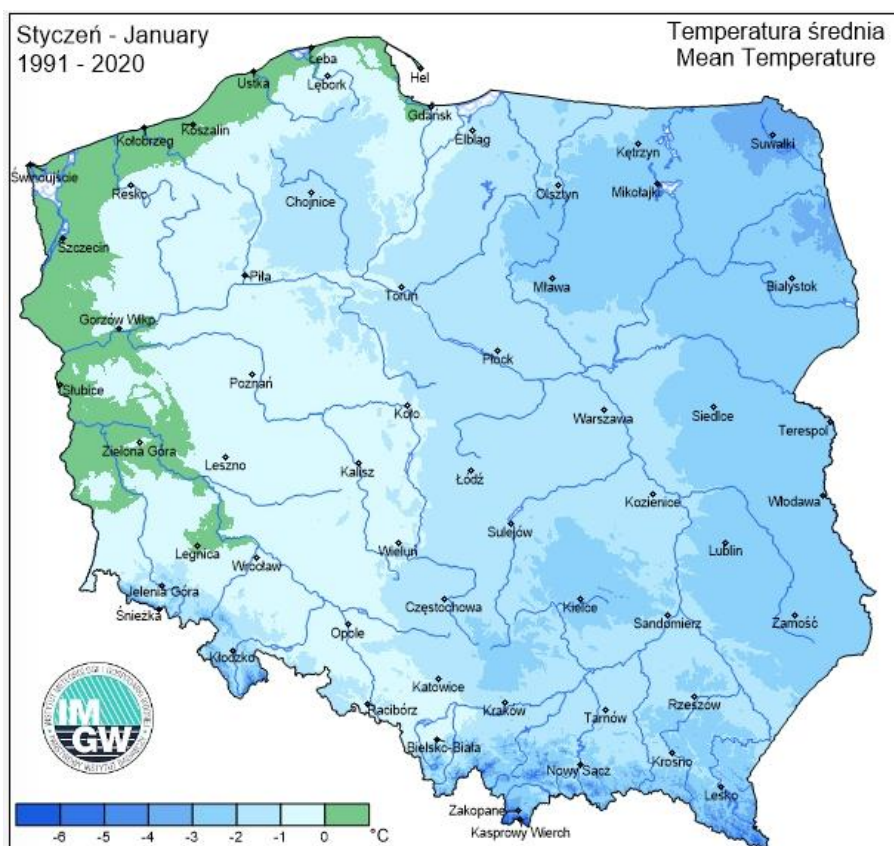 Styczeń - January
1991 - 2020
Temperatura średnia
Mean Temperature
Łeba
Hel
Ustka
Lębork
Gdańsk
Koszalin
Kołobrzeg
Elbląg
Suwałki
Kętrzyn
Świnoujście
Resko
Chojnice
Olsztyn
Mikołajki
Szczecin
Piła
Toruń
Mława
Białystok
Gorzów Wlkp.
Płock
Słubice
Poznań
Koło
Warszawa
Siedlce
Terespol
Zielona Góra
Leszno
Kalisz
Łódź
Kozienice
Włodawa
Sulejów
Legnica
Wrocław
Wieluń
Lublin
Jelenia Góra
Śnieżka
Częstochowa
Kielce
Sandomierz
Zamość
Opole
Kłodzko
Katowice
Racibórz
Kraków
Tarnów
Rzeszów
Bielsko-Biała
Nowy Sącz
Krosno
Lesko
Zakopane
Kasprowy Wierch
IM
GW
-6 -5 -4 -3 -2 -1 0 1 °C